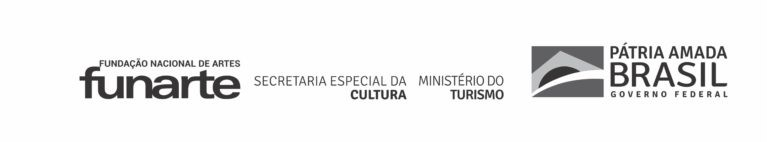 FUNDAÇÃO NACIONAL DE ARTES
funarte
SECRETARIA ESPECIAL DA
CULTURA
MINISTÉRIO DO
TURISMO
PÁTRIA AMADA
BRASIL
GOVERNO FEDERAL